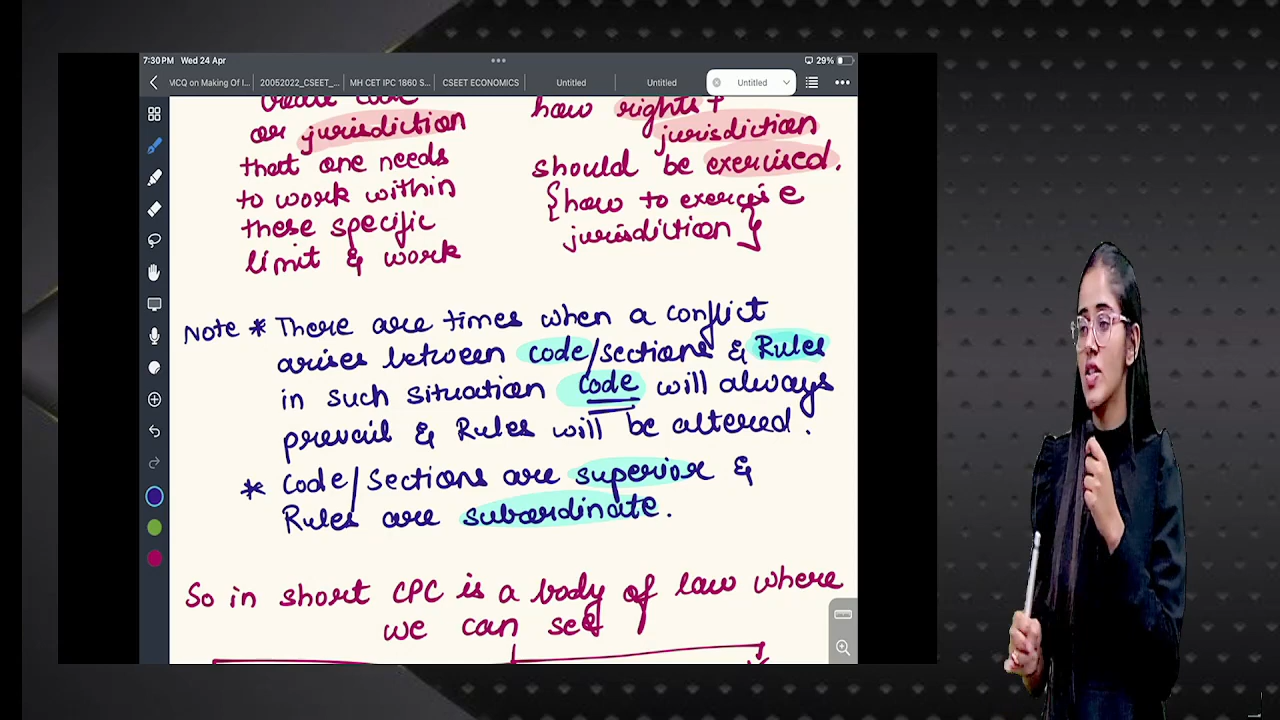 7:30 PM Wed 24 Apr
29%
MCQ on Making Of I...
20052022_CSEET_...
MH CET IPC 1860 S...
CSEET ECONOMICS
Untitled
Untitled
Untitled
or jurisdiction
that one needs
to work within
these specific
limit & work
how rights +
jurisdiction
should be exercised.
{how to exercise
jurisdiction}
Note * There are times when a conflict
arises between code/sections & Rules
in such situation code will always
prevail & Rules will be altered.
* Code/Sections are superior &
Rules are subordinate.
So in short CPC is a body of law where
we can see